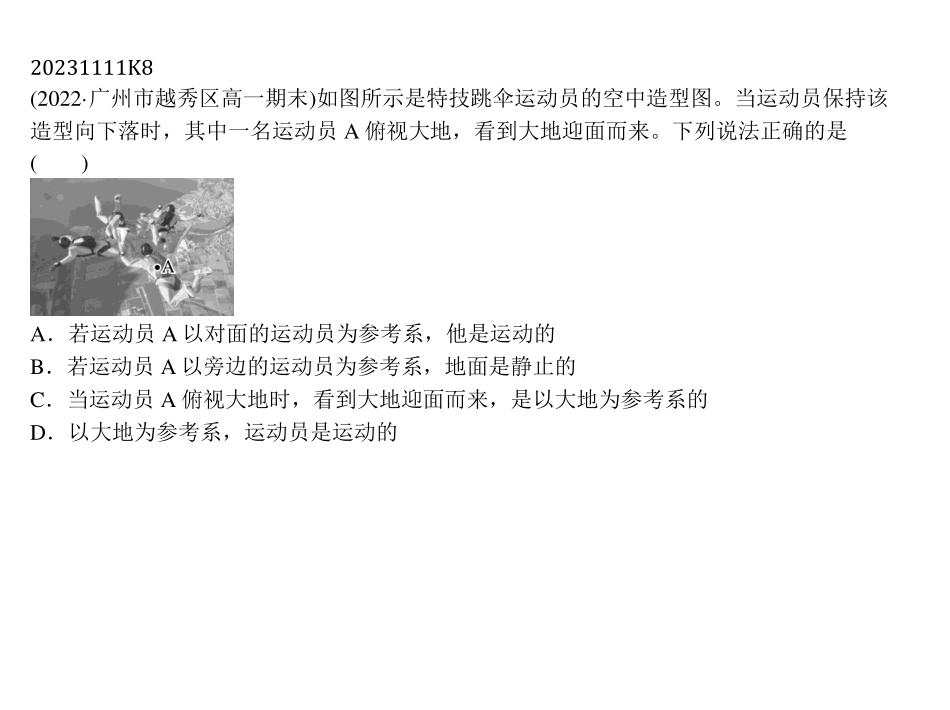 20231111K8
(2022·广州市越秀区高一期末)如图所示是特技跳伞运动员的空中造型图。当运动员保持该
造型向下落时，其中一名运动员 A 俯视大地，看到大地迎面而来。下列说法正确的是
(　　)
A
A．若运动员 A 以对面的运动员为参考系，他是运动的
B．若运动员 A 以旁边的运动员为参考系，地面是静止的
C．当运动员 A 俯视大地时，看到大地迎面而来，是以大地为参考系的
D．以大地为参考系，运动员是运动的